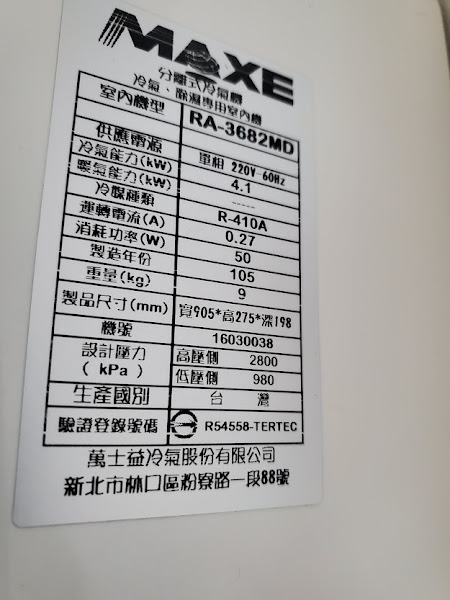 MAXE
分離式冷氣機
冷氣、除濕專用室內機
室內機型 RA-3682MD
供應電源 單相 220V-60Hz
冷氣能力(kW) 4.1
暖氣能力(kW) -----
冷媒種類 R-410A
運轉電流(A) 0.27
消耗功率(W) 50
製造年份 105
重量(kg) 9
製品尺寸(mm) 寬905*高275*深198
機號 16030038
設計壓力 高壓側 2800
( kPa ) 低壓側 980
生產國別 台灣
驗證登錄號碼 R54558-TERTEC
萬士益冷氣股份有限公司
新北市林口區粉寮路一段88號